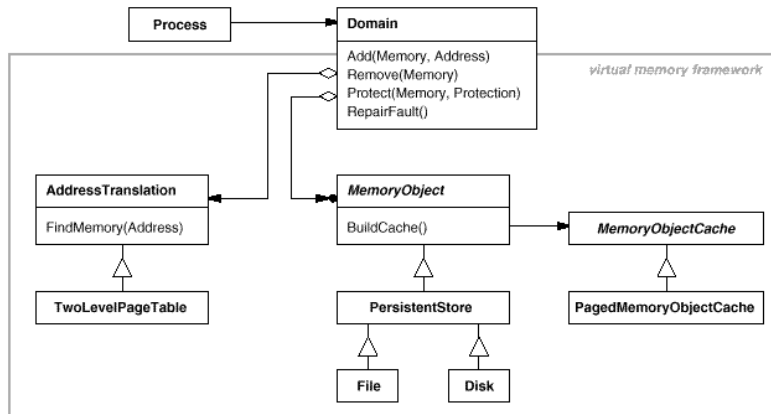 Process
Domain
Add(Memory, Address)
Remove(Memory)
Protect(Memory, Protection)
RepairFault()
virtual memory framework
AddressTranslation
FindMemory(Address)
MemoryObject
BuildCache()
MemoryObjectCache
TwoLevelPageTable
PersistentStore
PagedMemoryObjectCache
File
Disk